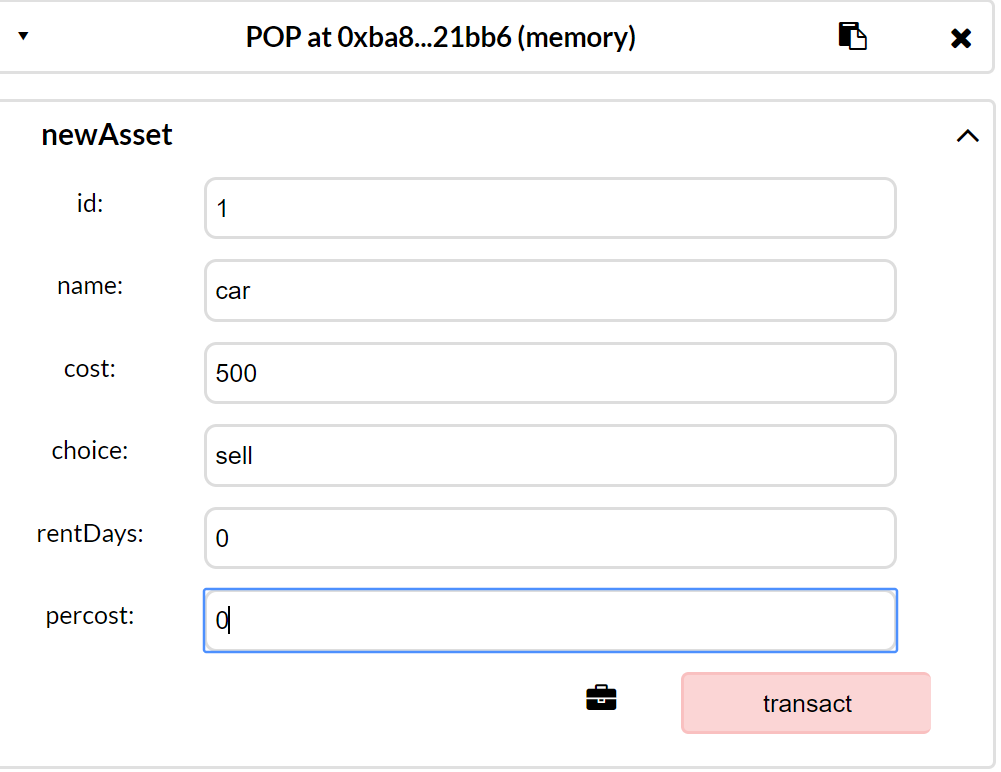 POP at 0xba8...21bb6 (memory)
newAsset
id: 1
name: car
cost: 500
choice: sell
rentDays: 0
percost: 0
transact